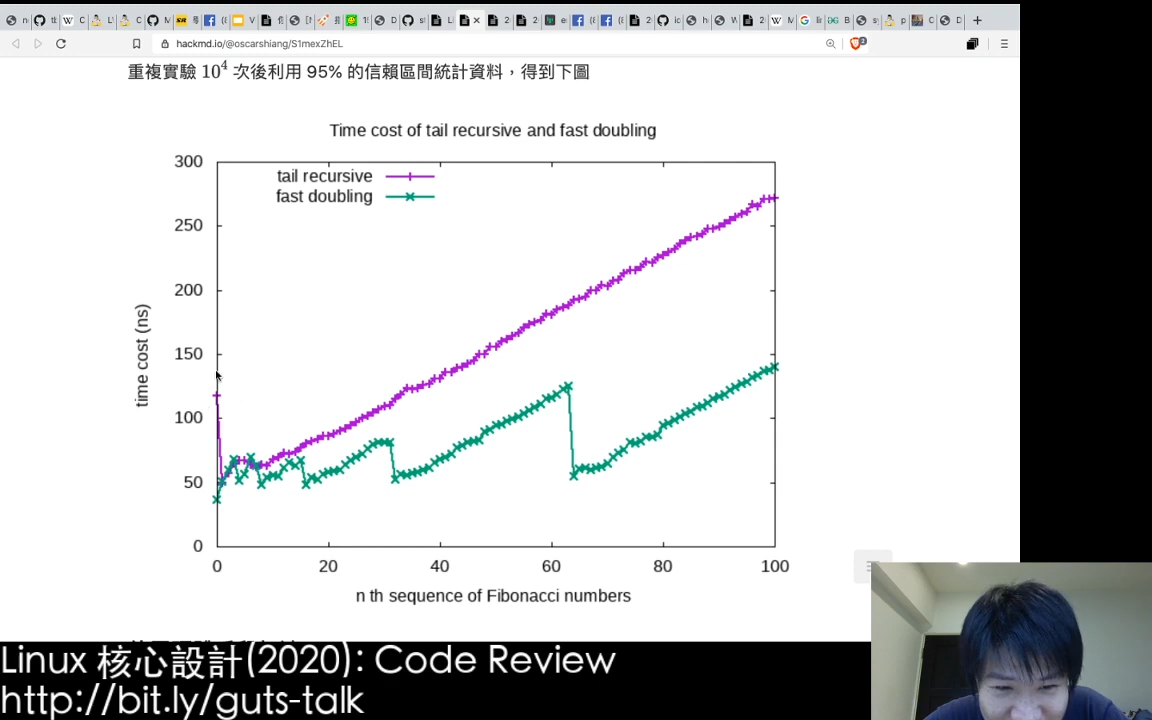 hackmd.io/@oscarshiang/S1mexZhEL
重複實驗 10⁴ 次後利用 95% 的信賴區間統計資料，得到下圖
Time cost of tail recursive and fast doubling
300
tail recursive
fast doubling
250
200
150
100
50
0
time cost (ns)
0 20 40 60 80 100
n th sequence of Fibonacci numbers
Linux 核心設計(2020): Code Review
http://bit.ly/guts-talk